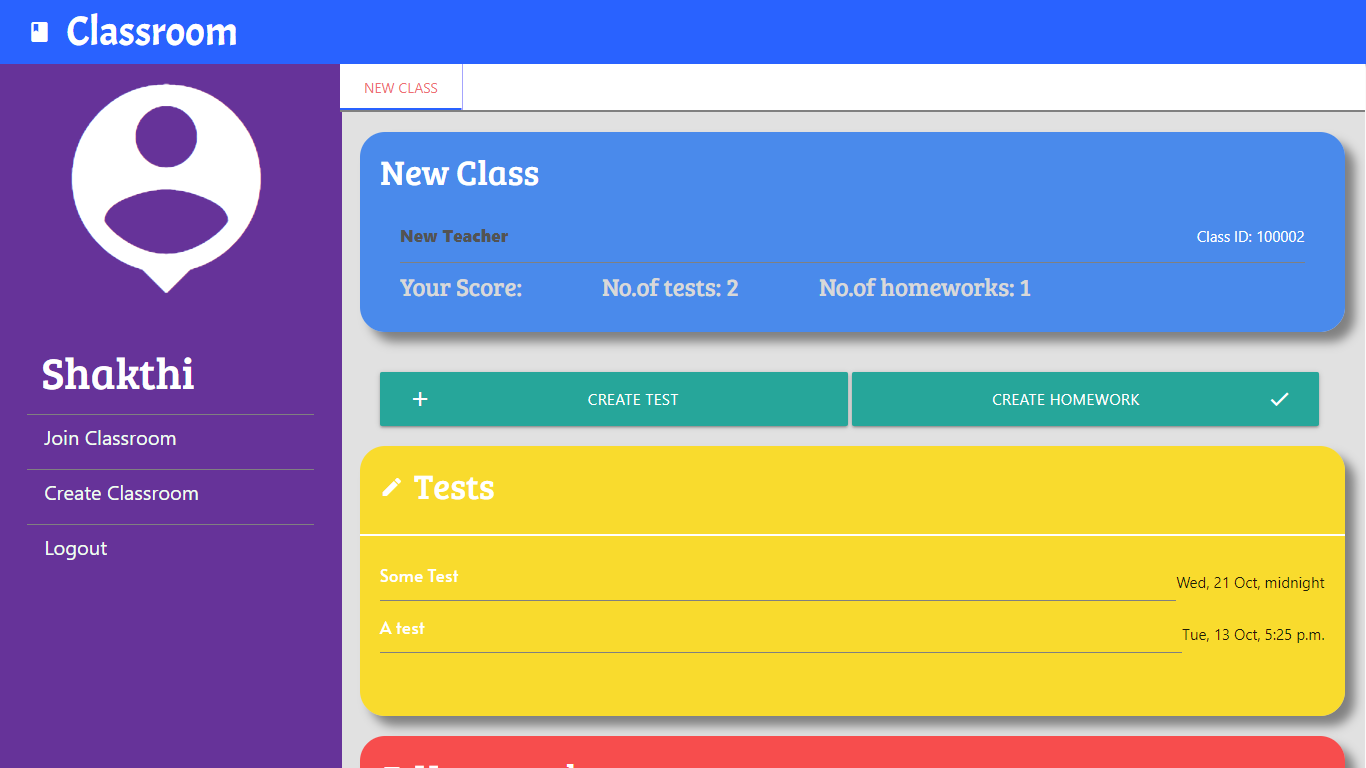 Classroom
NEW CLASS
Shakthi
Join Classroom
Create Classroom
Logout
New Class
New Teacher Class ID: 100002
Your Score: No.of tests: 2 No.of homeworks: 1
CREATE TEST CREATE HOMEWORK
Tests
Some Test Wed, 21 Oct, midnight
A test Tue, 13 Oct, 5:25 p.m.